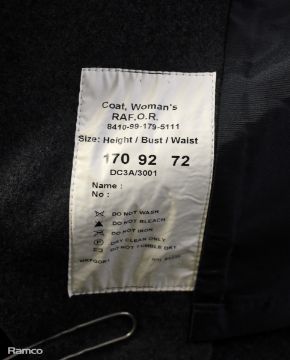 Coat, Woman's
RAF,O.R.
8410-99-179-5111
Size: Height / Bust / Waist
170 92 72
DC3A/3001
Name :
No :
DO NOT WASH
DO NOT BLEACH
DO NOT IRON
DRY CLEAN ONLY
DO NOT TUMBLE DRY
Ramco